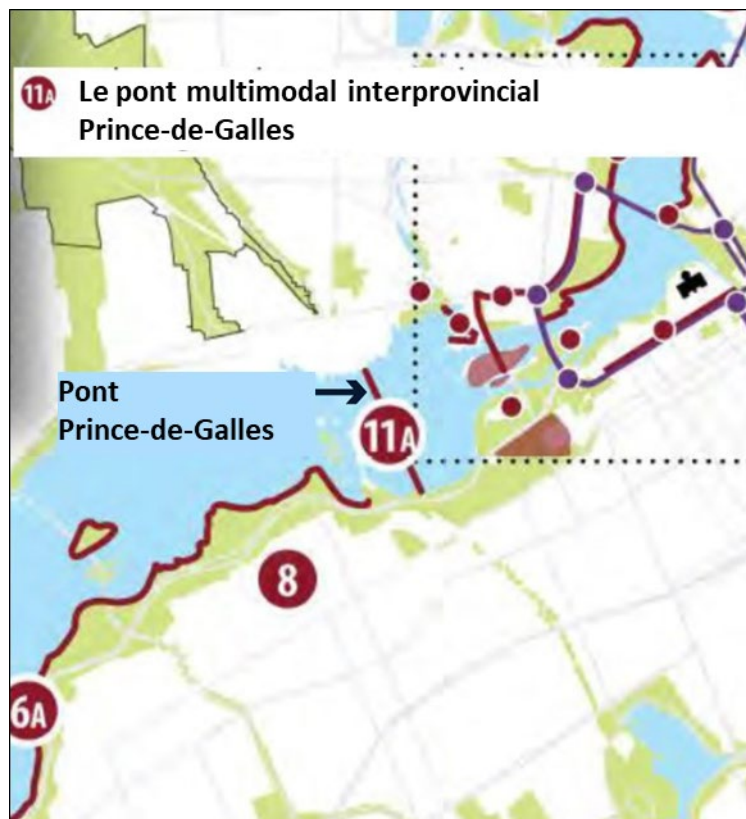 11A Le pont multimodal interprovincial
Prince-de-Galles
Pont
Prince-de-Galles
11A
8
6A